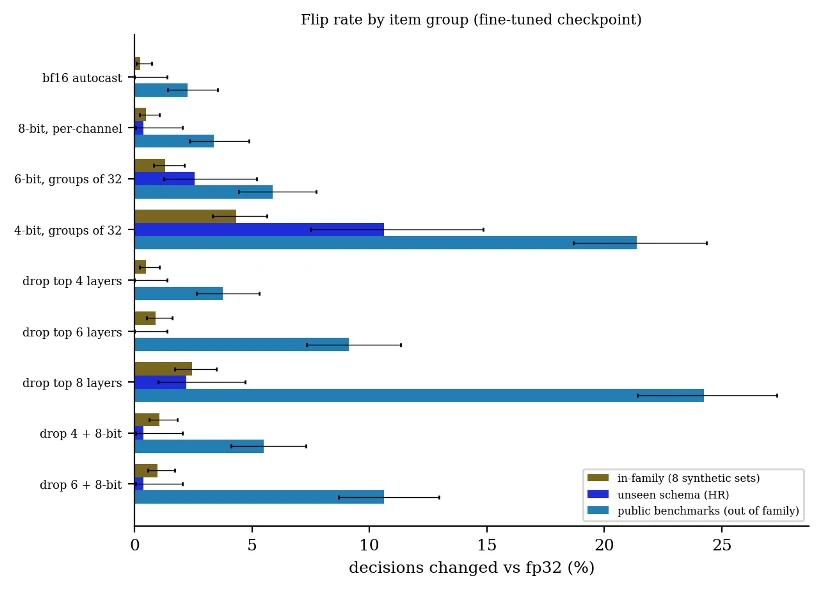 Flip rate by item group (fine-tuned checkpoint)
bf16 autocast
8-bit, per-channel
6-bit, groups of 32
4-bit, groups of 32
drop top 4 layers
drop top 6 layers
drop top 8 layers
drop 4 + 8-bit
drop 6 + 8-bit
in-family (8 synthetic sets)
unseen schema (HR)
public benchmarks (out of family)
0 5 10 15 20 25
decisions changed vs fp32 (%)